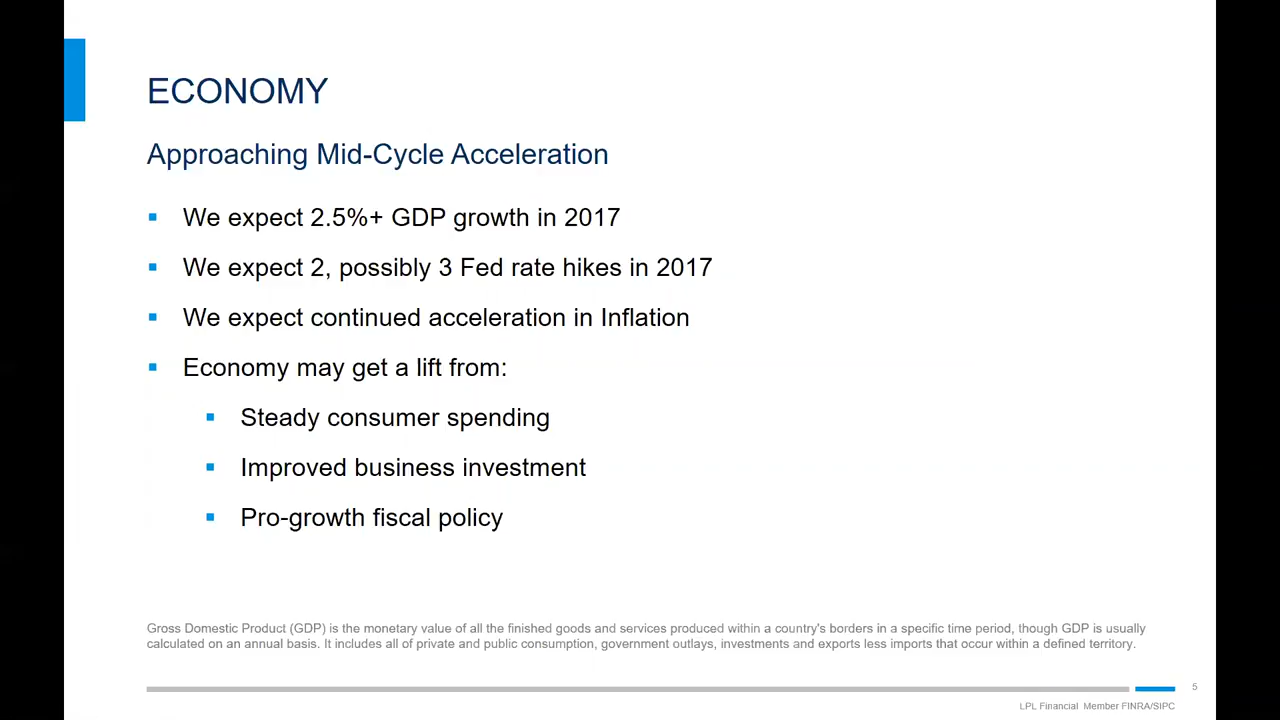 ECONOMY
Approaching Mid-Cycle Acceleration
▪ We expect 2.5%+ GDP growth in 2017
▪ We expect 2, possibly 3 Fed rate hikes in 2017
▪ We expect continued acceleration in Inflation
▪ Economy may get a lift from:
▪ Steady consumer spending
▪ Improved business investment
▪ Pro-growth fiscal policy
Gross Domestic Product (GDP) is the monetary value of all the finished goods and services produced within a country's borders in a specific time period, though GDP is usually
calculated on an annual basis. It includes all of private and public consumption, government outlays, investments and exports less imports that occur within a defined territory.
5
LPL Financial Member FINRA/SIPC